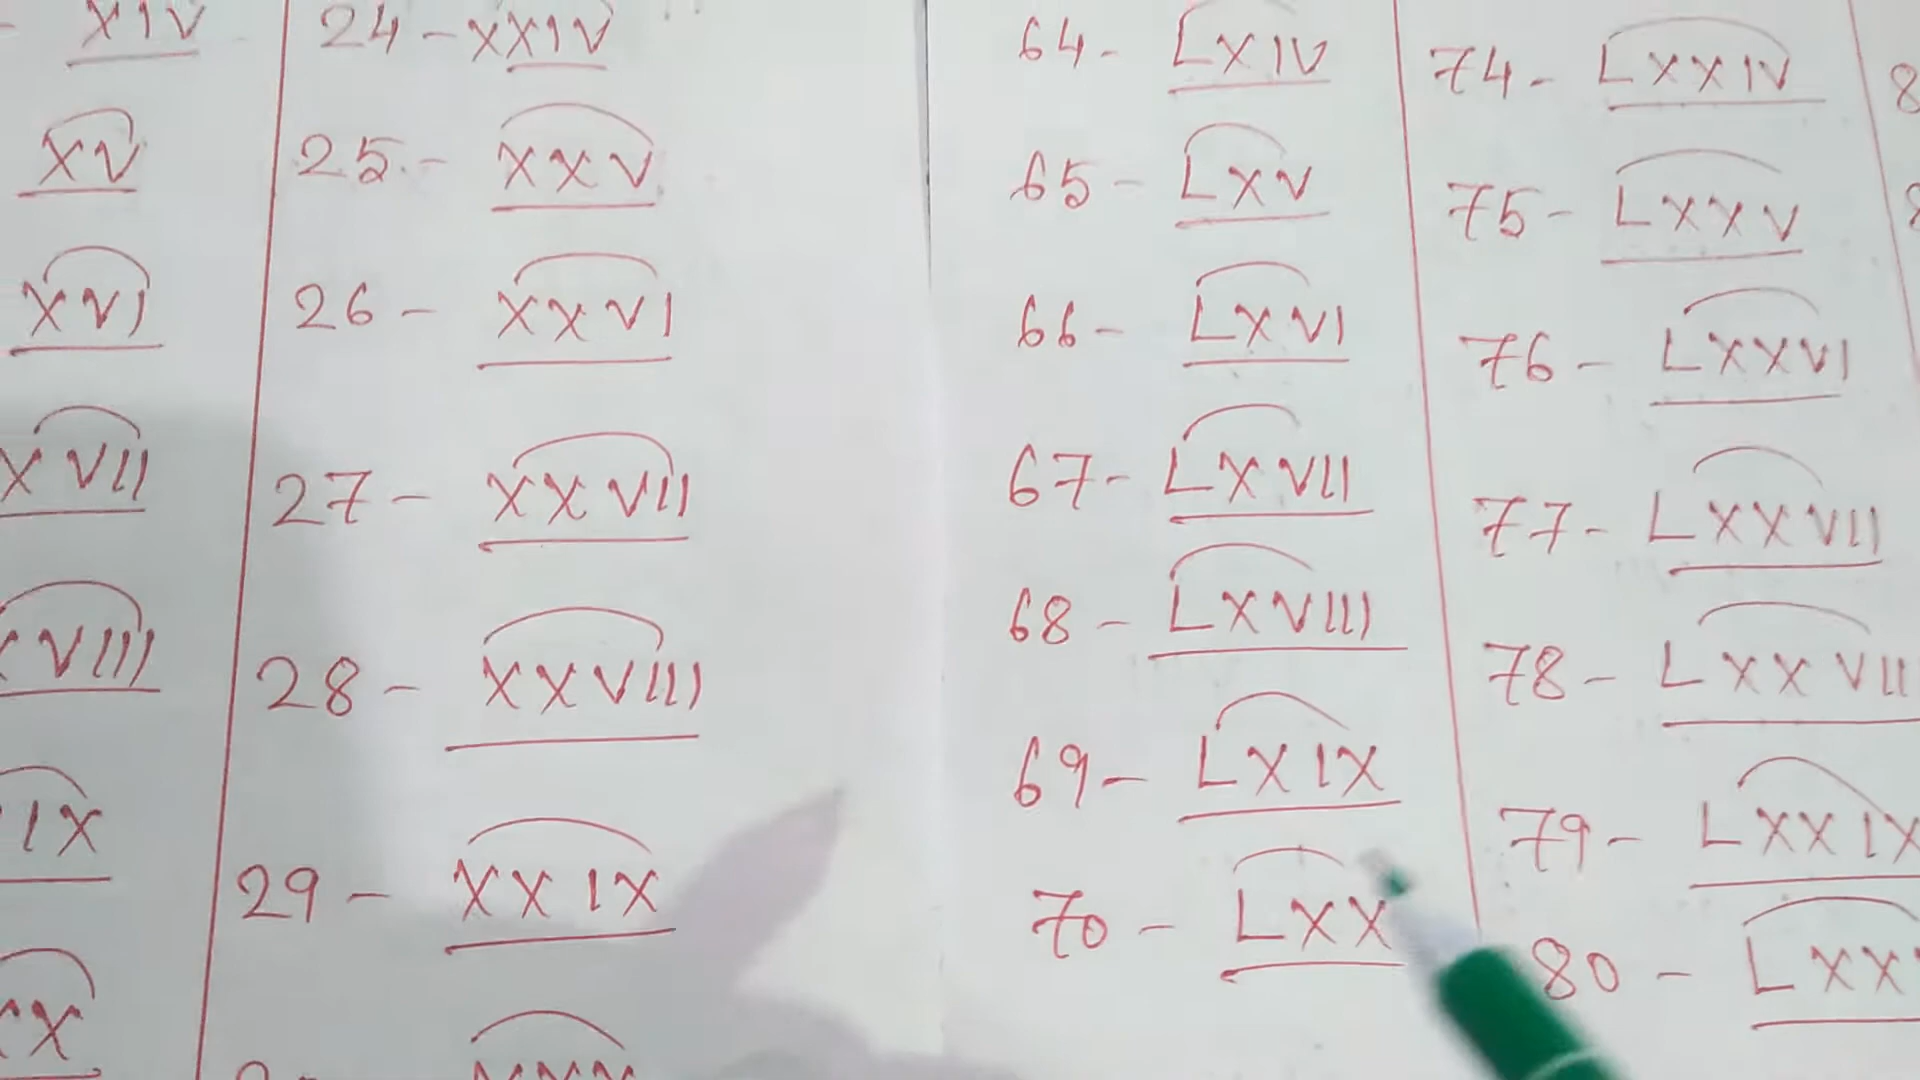 XIV
XV
XVI
XVII
VIII
IX
X
24 - XXIV
25 - XXV
26 - XXVI
27 - XXVII
28 - XXVIII
29 - XXIX
64 - LXIV
65 - LXV
66 - LXVI
67 - LXVII
68 - LXVIII
69 - LXIX
70 - LXX
74 - LXXIV
75 - LXXV
76 - LXXVI
77 - LXXVII
78 - LXXVII
79 - LXXIX
80 - LXX
8